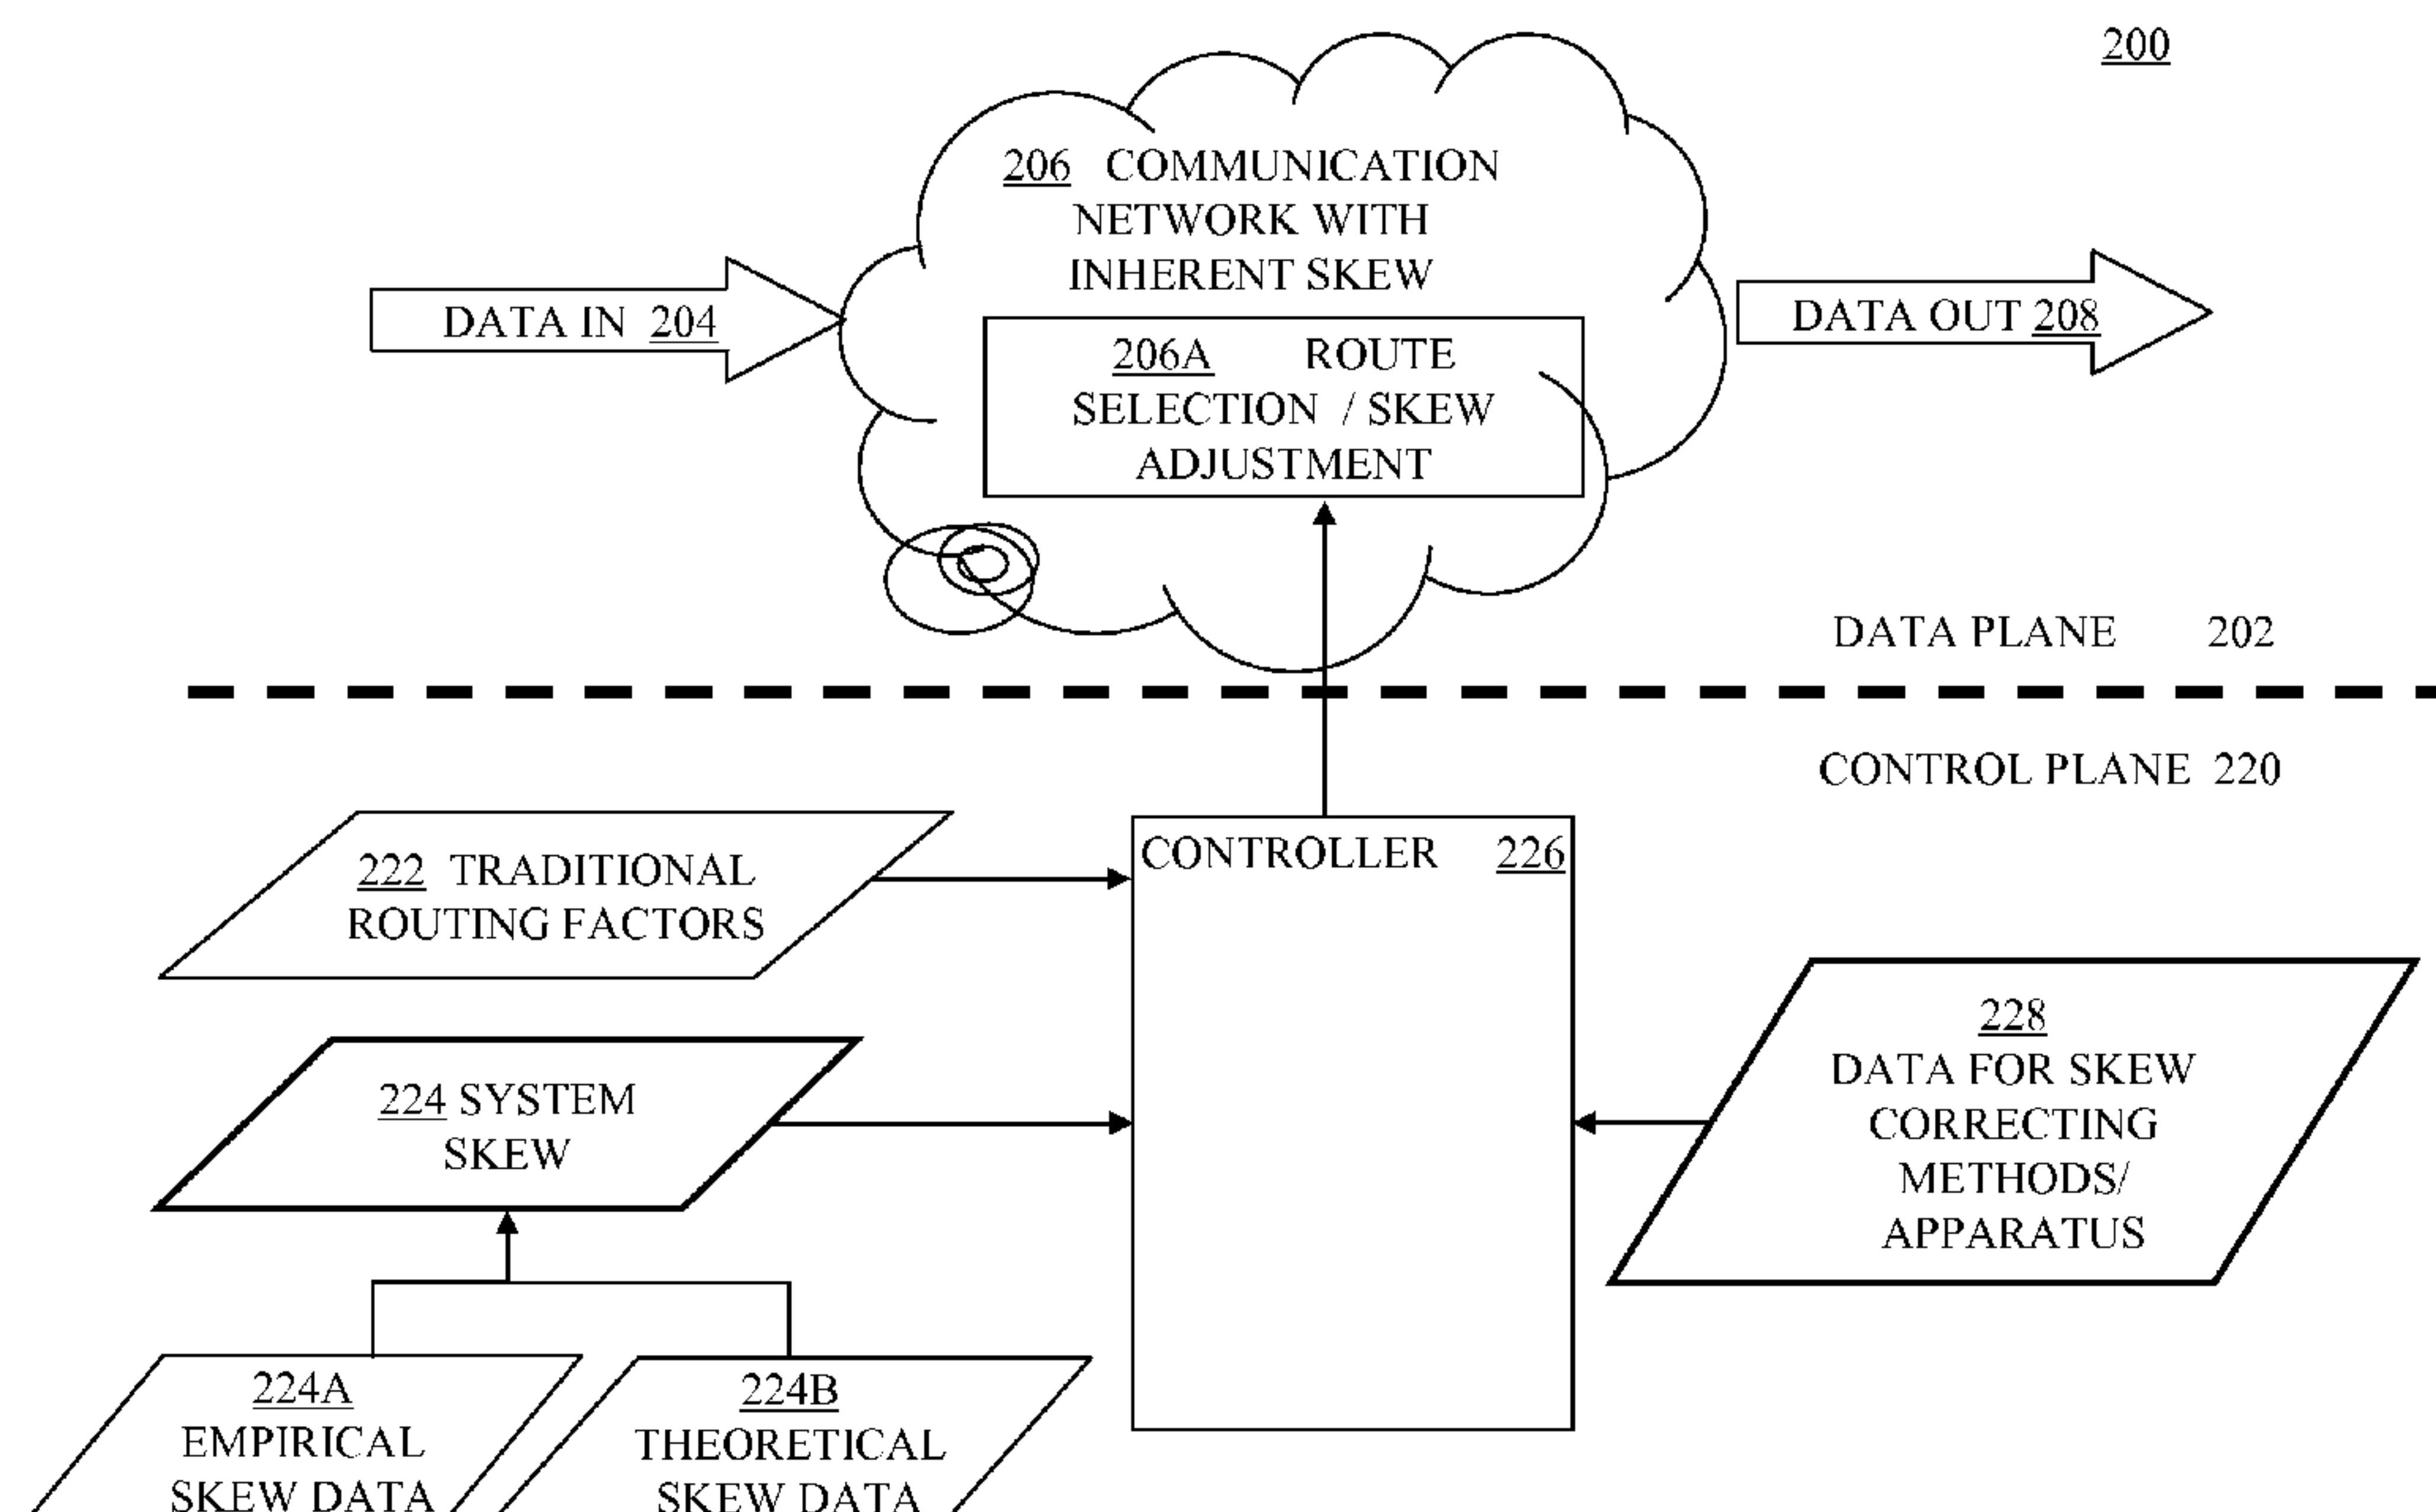 200
206 COMMUNICATION
NETWORK WITH
INHERENT SKEW
DATA IN 204
DATA OUT 208
206A ROUTE
SELECTION / SKEW
ADJUSTMENT
DATA PLANE 202
CONTROL PLANE 220
222 TRADITIONAL
ROUTING FACTORS
CONTROLLER 226
224 SYSTEM
SKEW
228
DATA FOR SKEW
CORRECTING
METHODS/
APPARATUS
224A
EMPIRICAL
SKEW DATA
224B
THEORETICAL
SKEW DATA